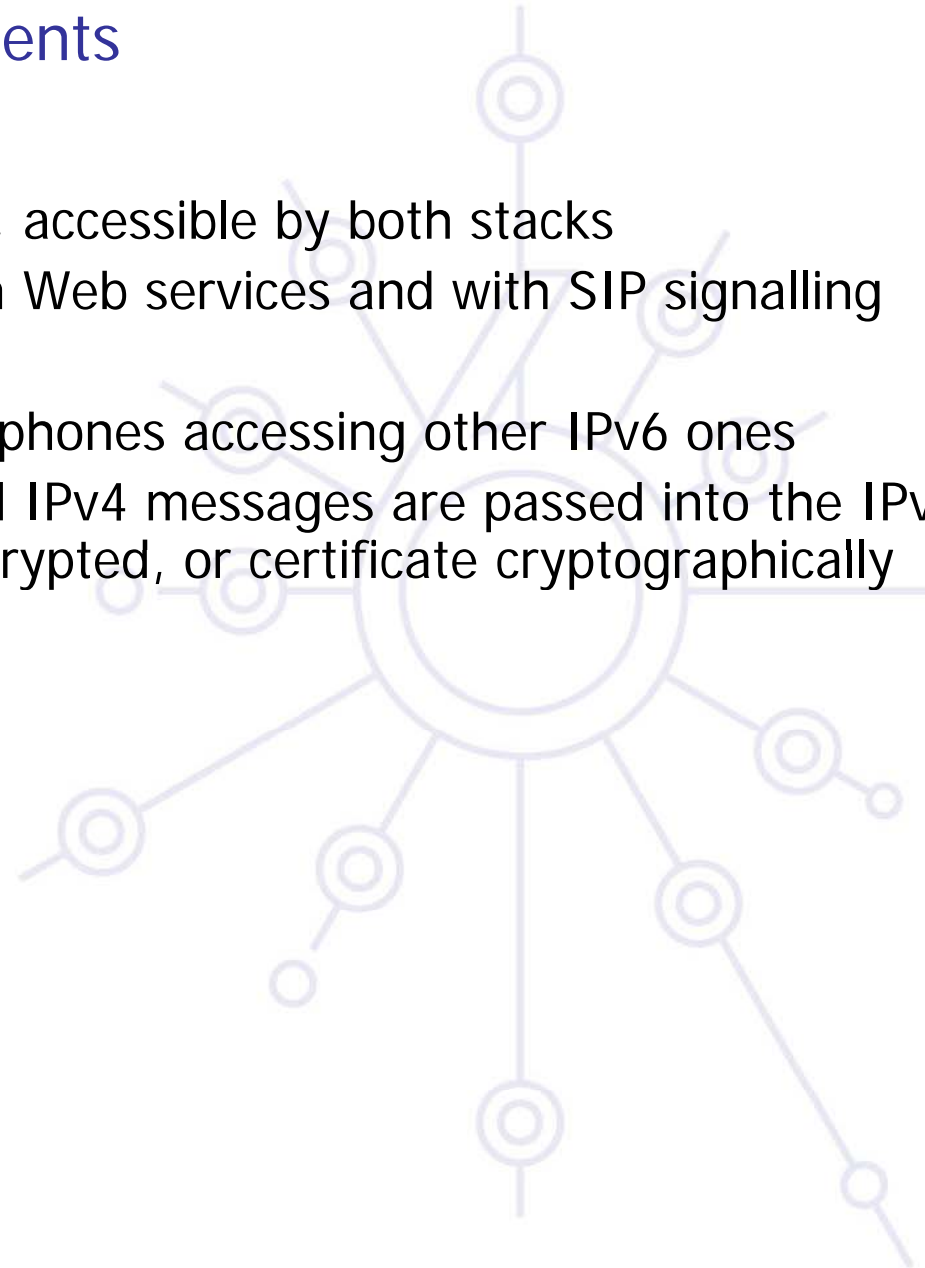 ents
accessible by both stacks
Web services and with SIP signalling
phones accessing other IPv6 ones
IPv4 messages are passed into the IPv
rypted, or certificate cryptographically